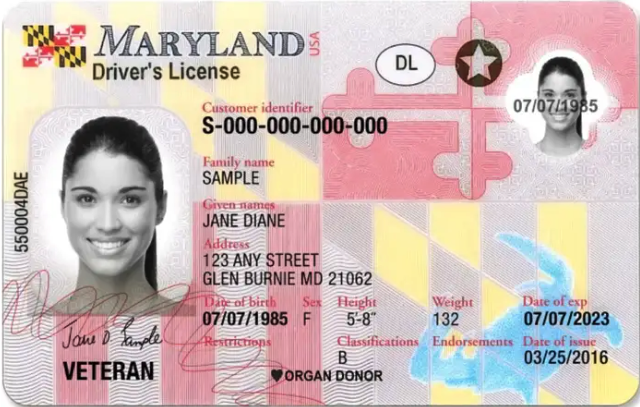 MARYLAND USA
Driver's License
DL
07/07/1985
Customer identifier
S-000-000-000-000
Family name
SAMPLE
Given names
JANE DIANE
Address
123 ANY STREET
GLEN BURNIE MD 21062
Date of birth Sex Height Weight Date of exp
07/07/1985 F 5'-8" 132 07/07/2023
Restrictions Classifications Endorsements Date of issue
B 03/25/2016
♥ORGAN DONOR
550004DAE
Jane D Sample
VETERAN